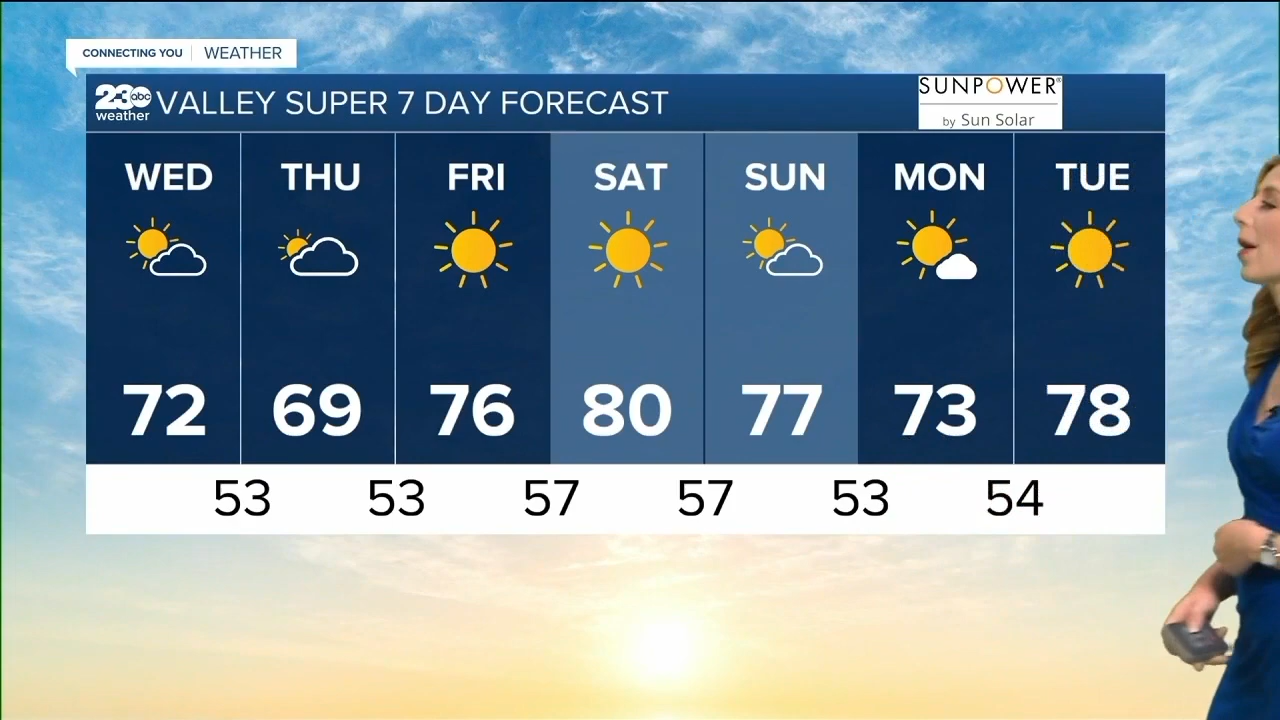 CONNECTING YOU | WEATHER
23 abc
weather
VALLEY SUPER 7 DAY FORECAST
SUNPOWER®
by Sun Solar
WED THU FRI SAT SUN MON TUE
72 69 76 80 77 73 78
53 53 57 57 53 54